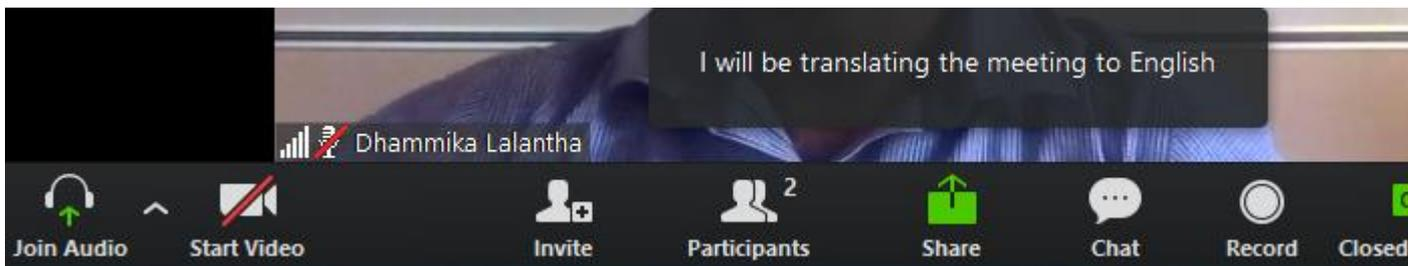 I will be translating the meeting to English
Dhammika Lalantha
2
Join Audio
Start Video
Invite
Participants
Share
Chat
Record
Closed